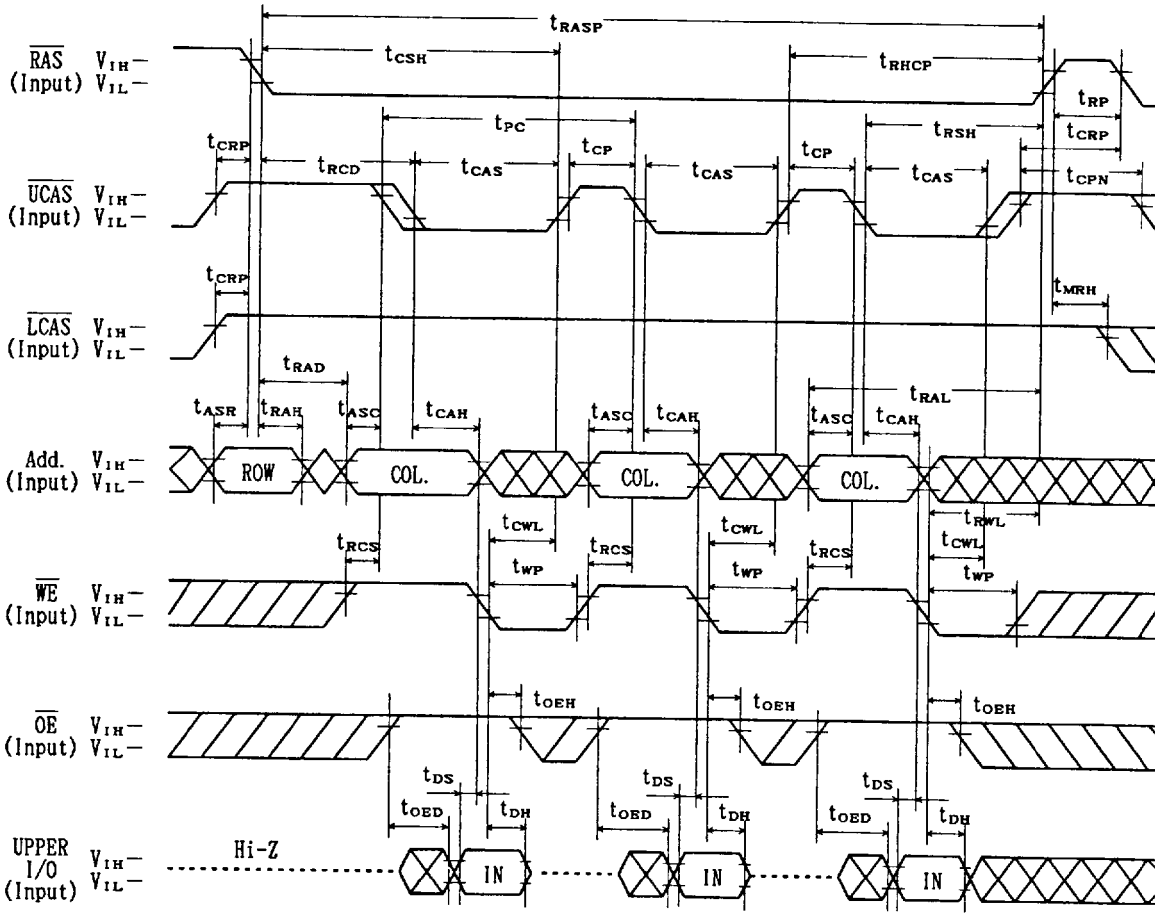 tRASP
tCSH
tRHCP
RAS VIH
(Input) VIL
tRP
tPC
tRSH
tCRP
tCRP
tRCD
tCAS
tCP
tCAS
tCP
tCAS
tCPN
UCAS VIH
(Input) VIL
tCRP
tMRH
LCAS VIH
(Input) VIL
tRAD
tRAL
tASR
tRAH
tASC
tCAH
tASC
tCAH
tASC
tCAH
Add. VIH
(Input) VIL
ROW
COL.
COL.
COL.
tRWL
tCWL
tCWL
tCWL
tRCS
tWP
tRCS
tWP
tRCS
tWP
WE VIH
(Input) VIL
tOEH
tOEH
tOEH
OE VIH
(Input) VIL
tDS
tDS
tDS
tOED
tDH
tOED
tDH
tOED
tDH
UPPER
I/O
(Input)
VIH
VIL
Hi-Z
IN
IN
IN